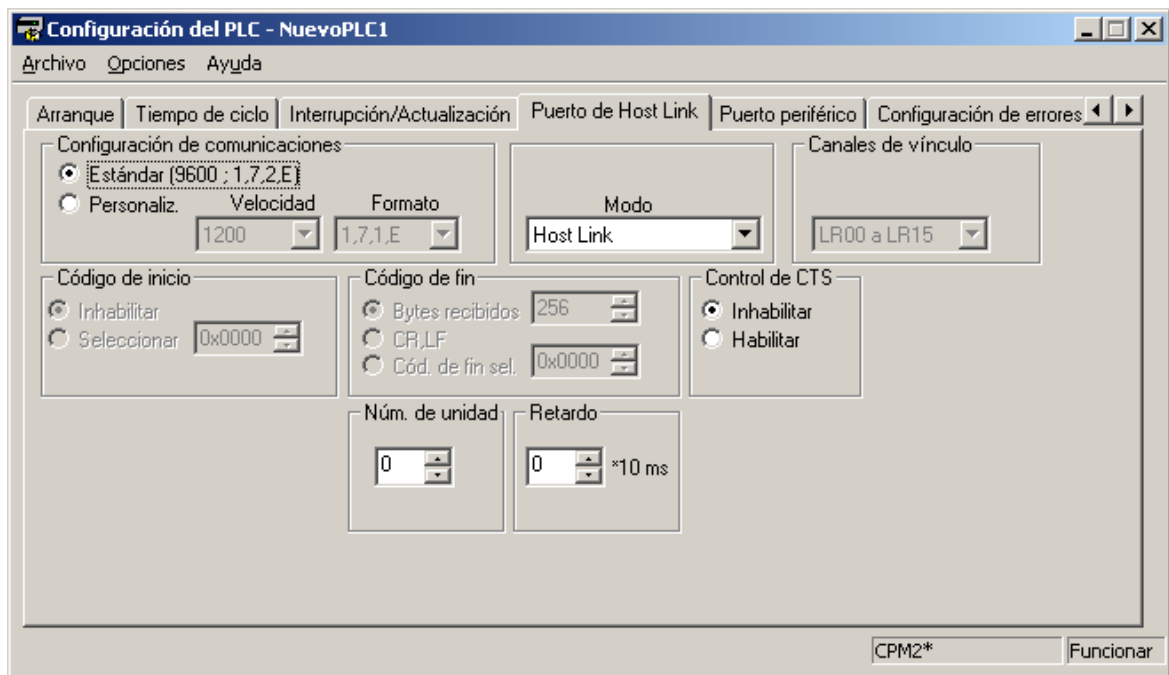 Configuración del PLC - NuevoPLC1
Archivo Opciones Ayuda
Arranque Tiempo de ciclo Interrupción/Actualización Puerto de Host Link Puerto periférico Configuración de errores
Configuración de comunicaciones
Estándar (9600 ; 1,7,2,E)
Personaliz.
Velocidad
1200
Formato
1,7,1,E
Modo
Host Link
Canales de vínculo
LR00 a LR15
Código de inicio
Inhabilitar
Seleccionar 0x0000
Código de fin
Bytes recibidos 256
CR,LF
Cód. de fin sel. 0x0000
Control de CTS
Inhabilitar
Habilitar
Núm. de unidad
0
Retardo
0 *10 ms
CPM2* Funcionar